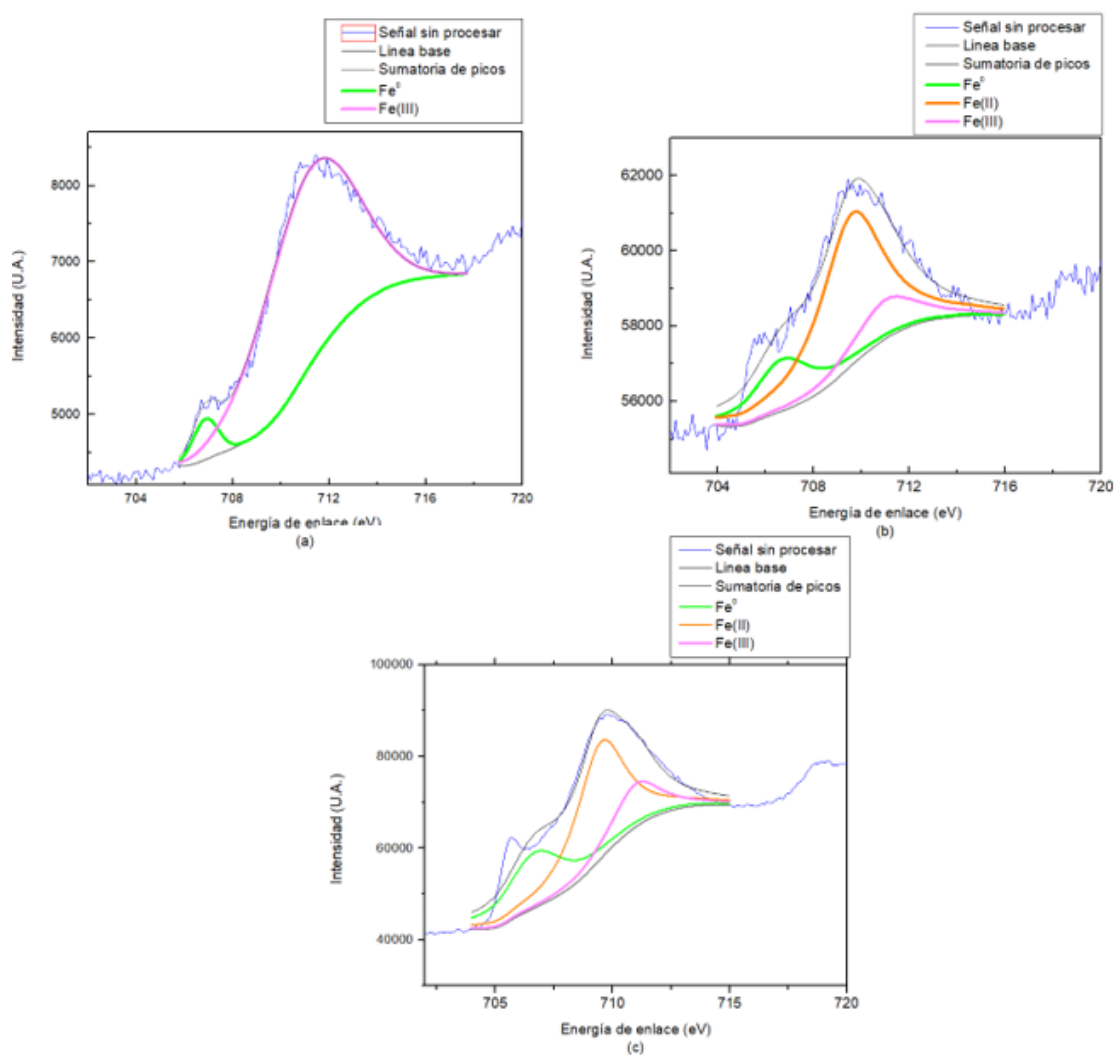 Señal sin procesar
Linea base
Sumatoria de picos
Fe⁰
Fe(III)
8000
7000
6000
5000
Intensidad (U.A.)
704 708 712 716 720
Energía de enlace (eV)
(a)
Señal sin procesar
Linea base
Sumatoria de picos
Fe⁰
Fe(II)
Fe(III)
62000
60000
58000
56000
Intensidad (U.A.)
704 708 712 716 720
Energía de enlace (eV)
(b)
Señal sin procesar
Linea base
Sumatoria de picos
Fe⁰
Fe(II)
Fe(III)
100000
80000
60000
40000
Intensidad (U.A.)
705 710 715 720
Energía de enlace (eV)
(c)